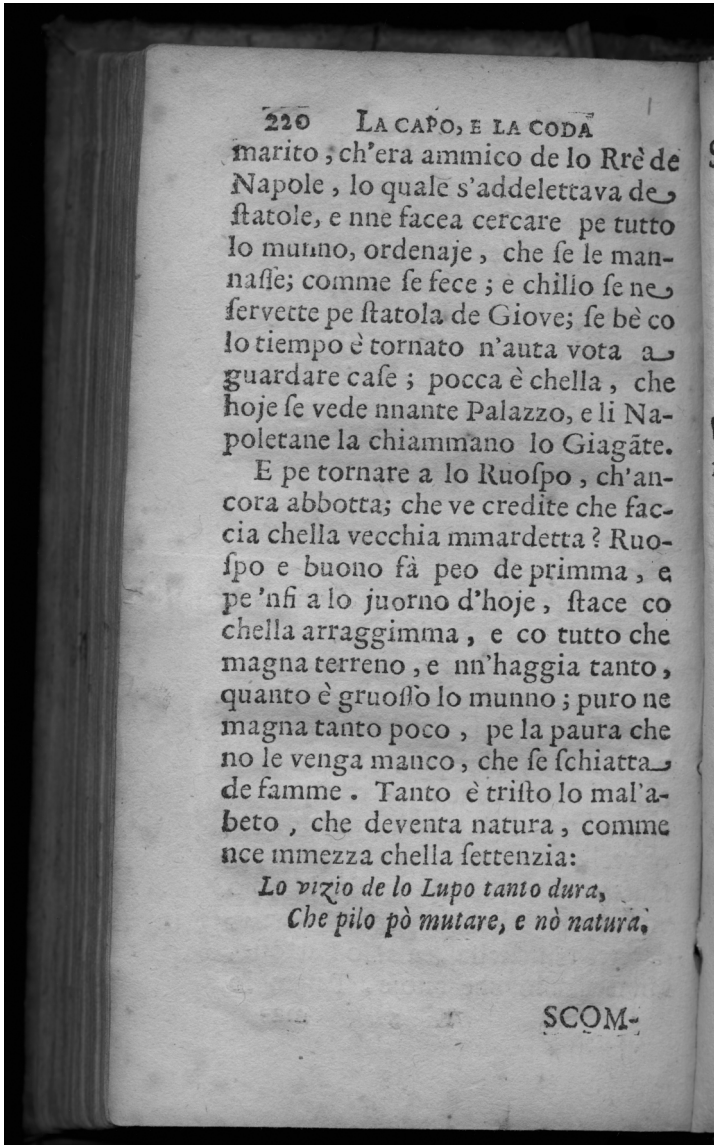 220 LA CAPO, E LA CODA
marito, ch'era ammico de lo Rrè de
Napole, lo quale s'addelettava de
ſtatole, e nne facea cercare pe tutto
lo munno, ordenaje, che ſe le man-
naſſe; comme ſe fece; e chillo ſe ne
ſervette pe ſtatola de Giove; ſe bè co
lo tiempo è tornato n'auta vota a
guardare caſe; pocca è chella, che
hoje ſe vede nnante Palazzo, e li Na-
poletane la chiammano lo Giagãte.
E pe tornare a lo Ruoſpo, ch'an-
cora abbotta; che ve credite che fac-
cia chella vecchia mmardetta? Ruo-
ſpo e buono fà peo de primma, e
pe 'nſi a lo juorno d'hoje, ſtace co
chella arraggimma, e co tutto che
magna terreno, e nn'haggia tanto,
quanto è gruoſſo lo munno; puro ne
magna tanto poco, pe la paura che
no le venga manco, che ſe ſchiatta
de famme. Tanto è triſto lo mal'a-
beto, che deventa natura, comme
nce mmezza chella ſettenzia:
Lo vizio de lo Lupo tanto dura,
Che pilo pò mutare, e nò natura.
SCOM-